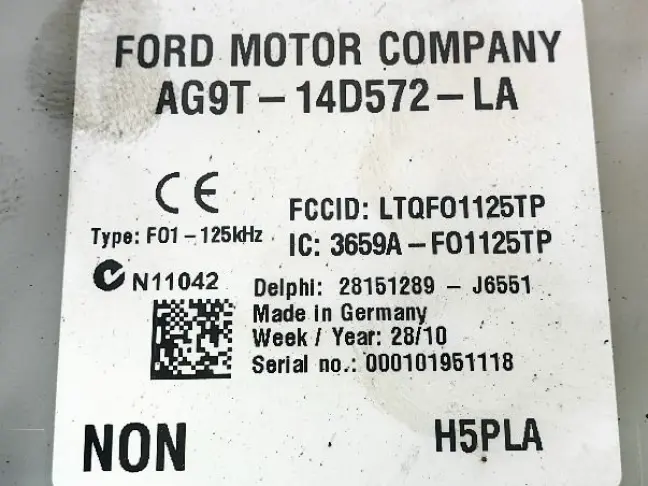 FORD MOTOR COMPANY
AG9T-14D572-LA
CE
FCCID: LTQFO1125TP
Type: FO1-125kHz
IC: 3659A-FO1125TP
N11042
Delphi: 28151289 - J6551
Made in Germany
Week / Year: 28/10
Serial no.: 000101951118
NON
H5PLA